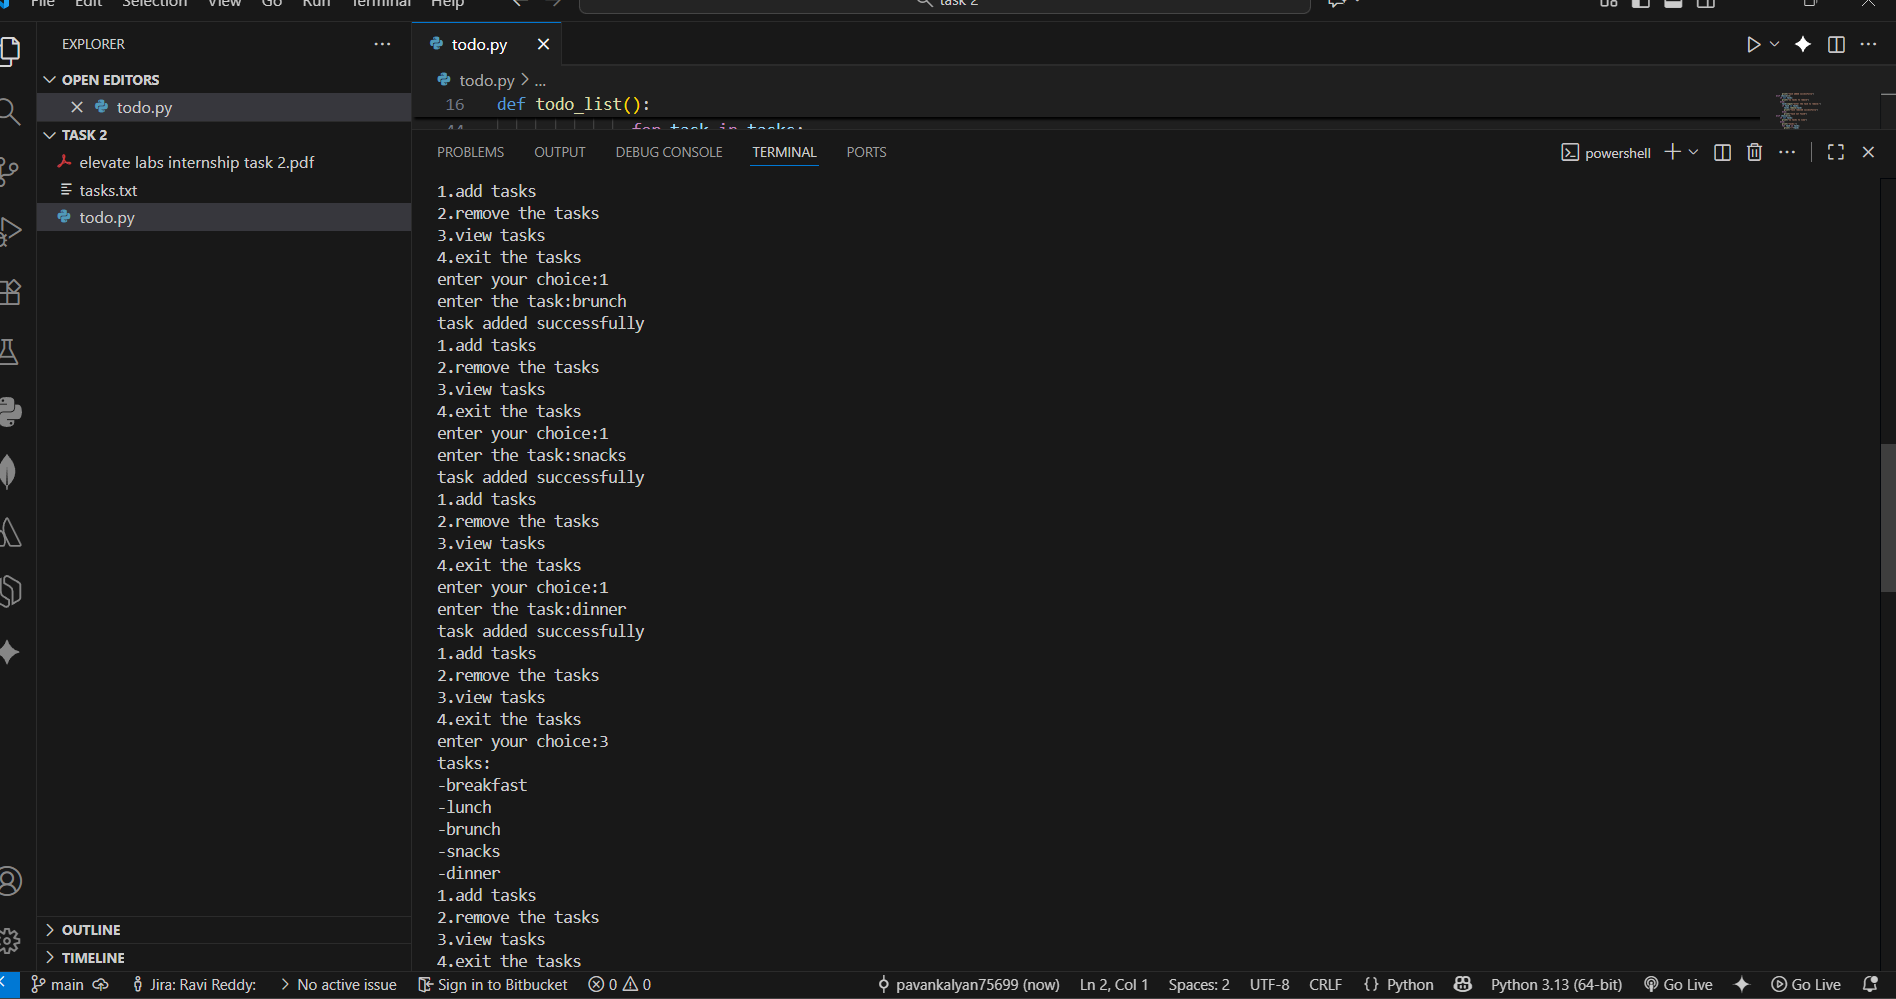 File Edit Selection View Go Run Terminal Help
task 2
EXPLORER
OPEN EDITORS
todo.py
TASK 2
elevate labs internship task 2.pdf
tasks.txt
todo.py
OUTLINE
TIMELINE
todo.py
todo.py > ...
16 def todo_list():
44 for task in tasks:
PROBLEMS OUTPUT DEBUG CONSOLE TERMINAL PORTS
powershell
1.add tasks
2.remove the tasks
3.view tasks
4.exit the tasks
enter your choice:1
enter the task:brunch
task added successfully
1.add tasks
2.remove the tasks
3.view tasks
4.exit the tasks
enter your choice:1
enter the task:snacks
task added successfully
1.add tasks
2.remove the tasks
3.view tasks
4.exit the tasks
enter your choice:1
enter the task:dinner
task added successfully
1.add tasks
2.remove the tasks
3.view tasks
4.exit the tasks
enter your choice:3
tasks:
-breakfast
-lunch
-brunch
-snacks
-dinner
1.add tasks
2.remove the tasks
3.view tasks
4.exit the tasks
main Jira: Ravi Reddy: > No active issue Sign in to Bitbucket 0 0 pavankalyan75699 (now) Ln 2, Col 1 Spaces: 2 UTF-8 CRLF {} Python Python 3.13 (64-bit) Go Live Go Live